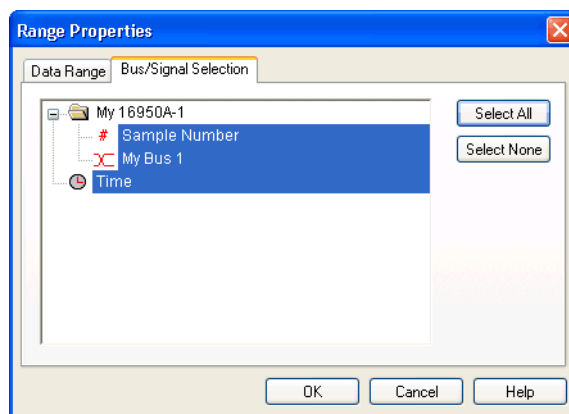 Range Properties
Data Range Bus/Signal Selection
My 16950A-1
# Sample Number
My Bus 1
Time
Select All
Select None
OK Cancel Help